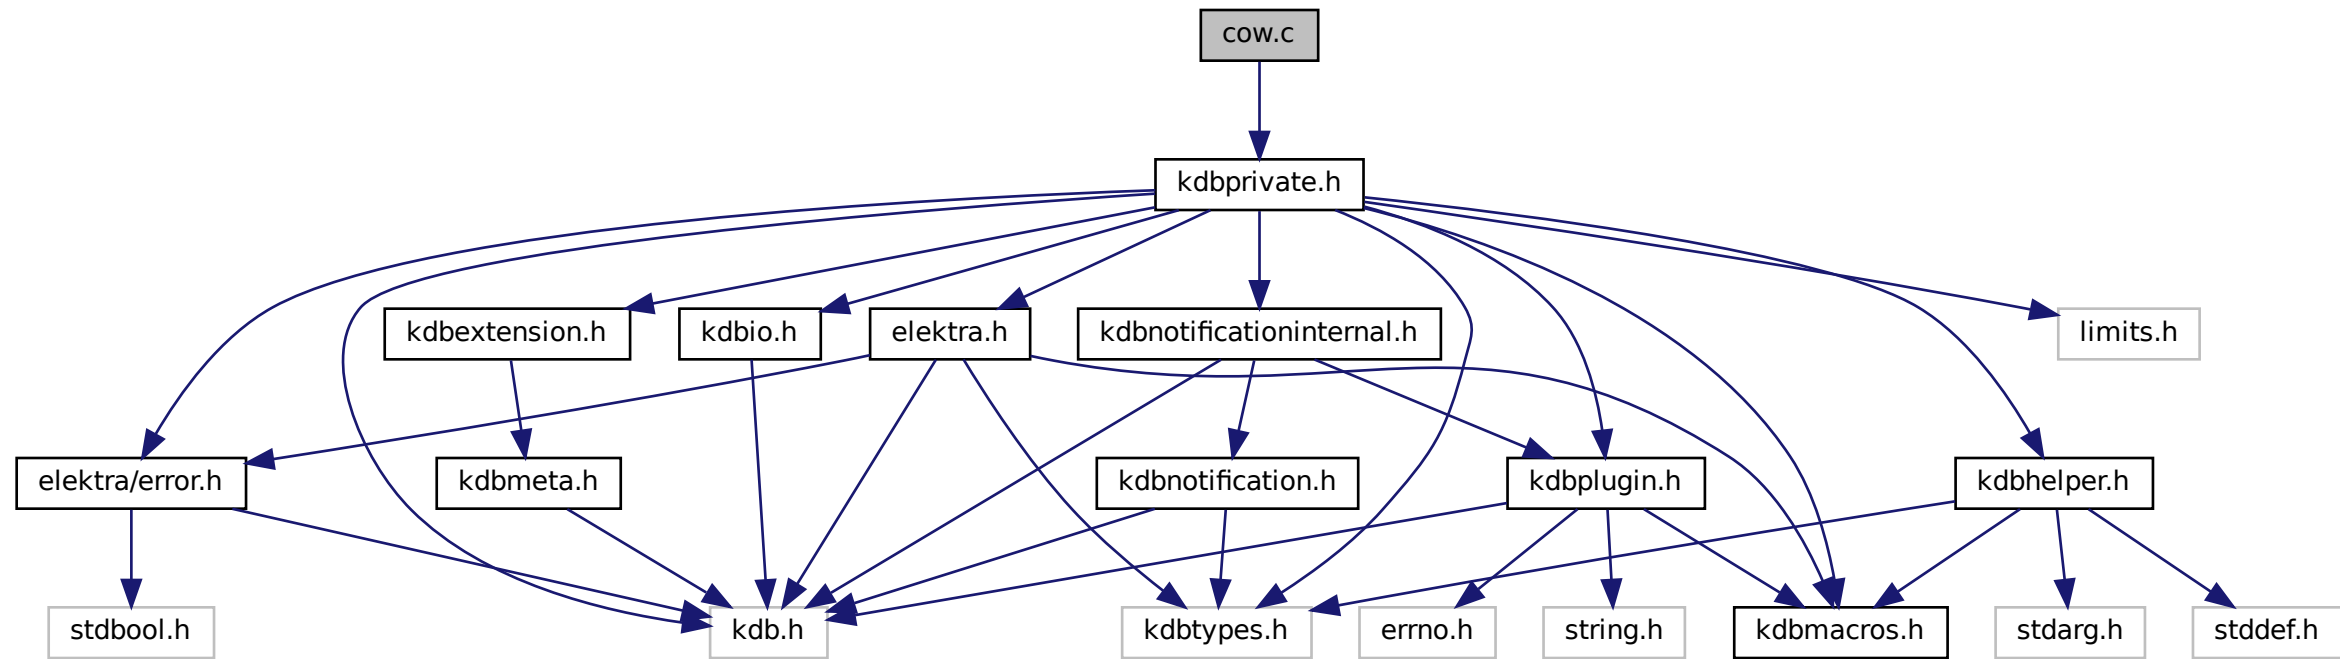 cow.c
kdbprivate.h
kdbextension.h
kdbio.h
elektra.h
kdbnotificationinternal.h
limits.h
elektra/error.h
kdbmeta.h
kdbnotification.h
kdbplugin.h
kdbhelper.h
stdbool.h
kdb.h
kdbtypes.h
errno.h
string.h
kdbmacros.h
stdarg.h
stddef.h